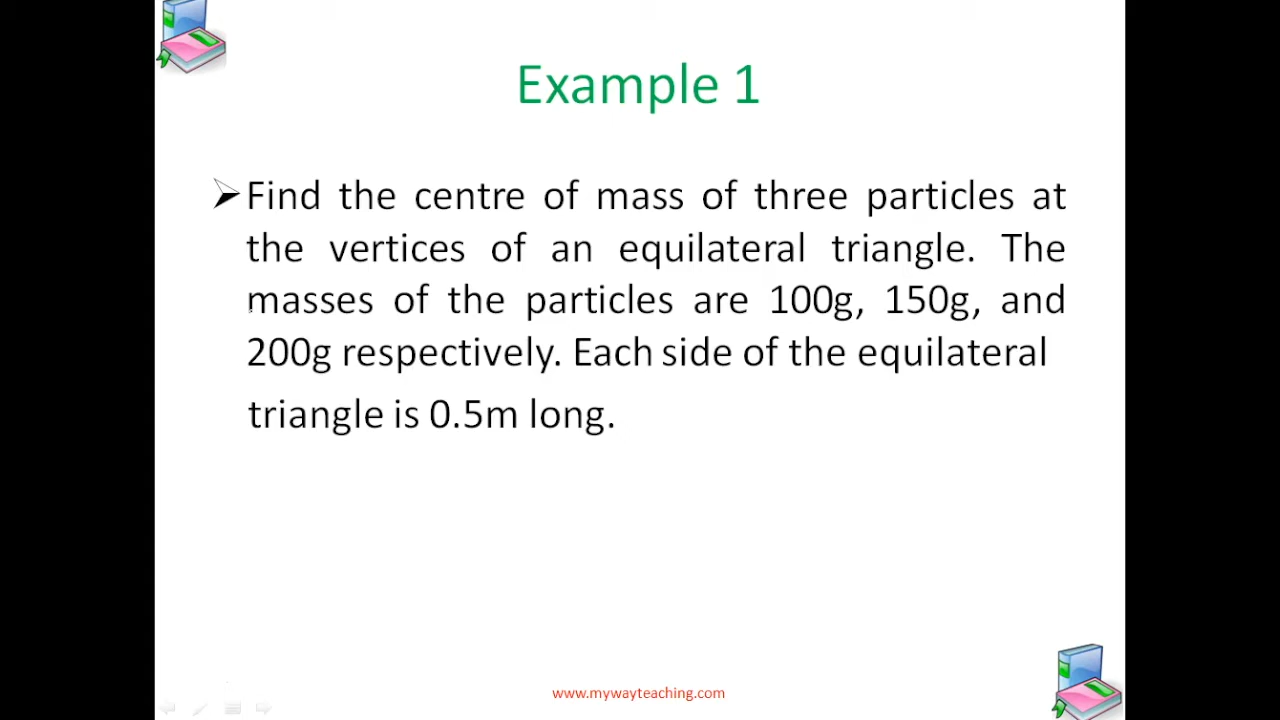 Example 1
➢Find the centre of mass of three particles at
the vertices of an equilateral triangle. The
masses of the particles are 100g, 150g, and
200g respectively. Each side of the equilateral
triangle is 0.5m long.
www.mywayteaching.com